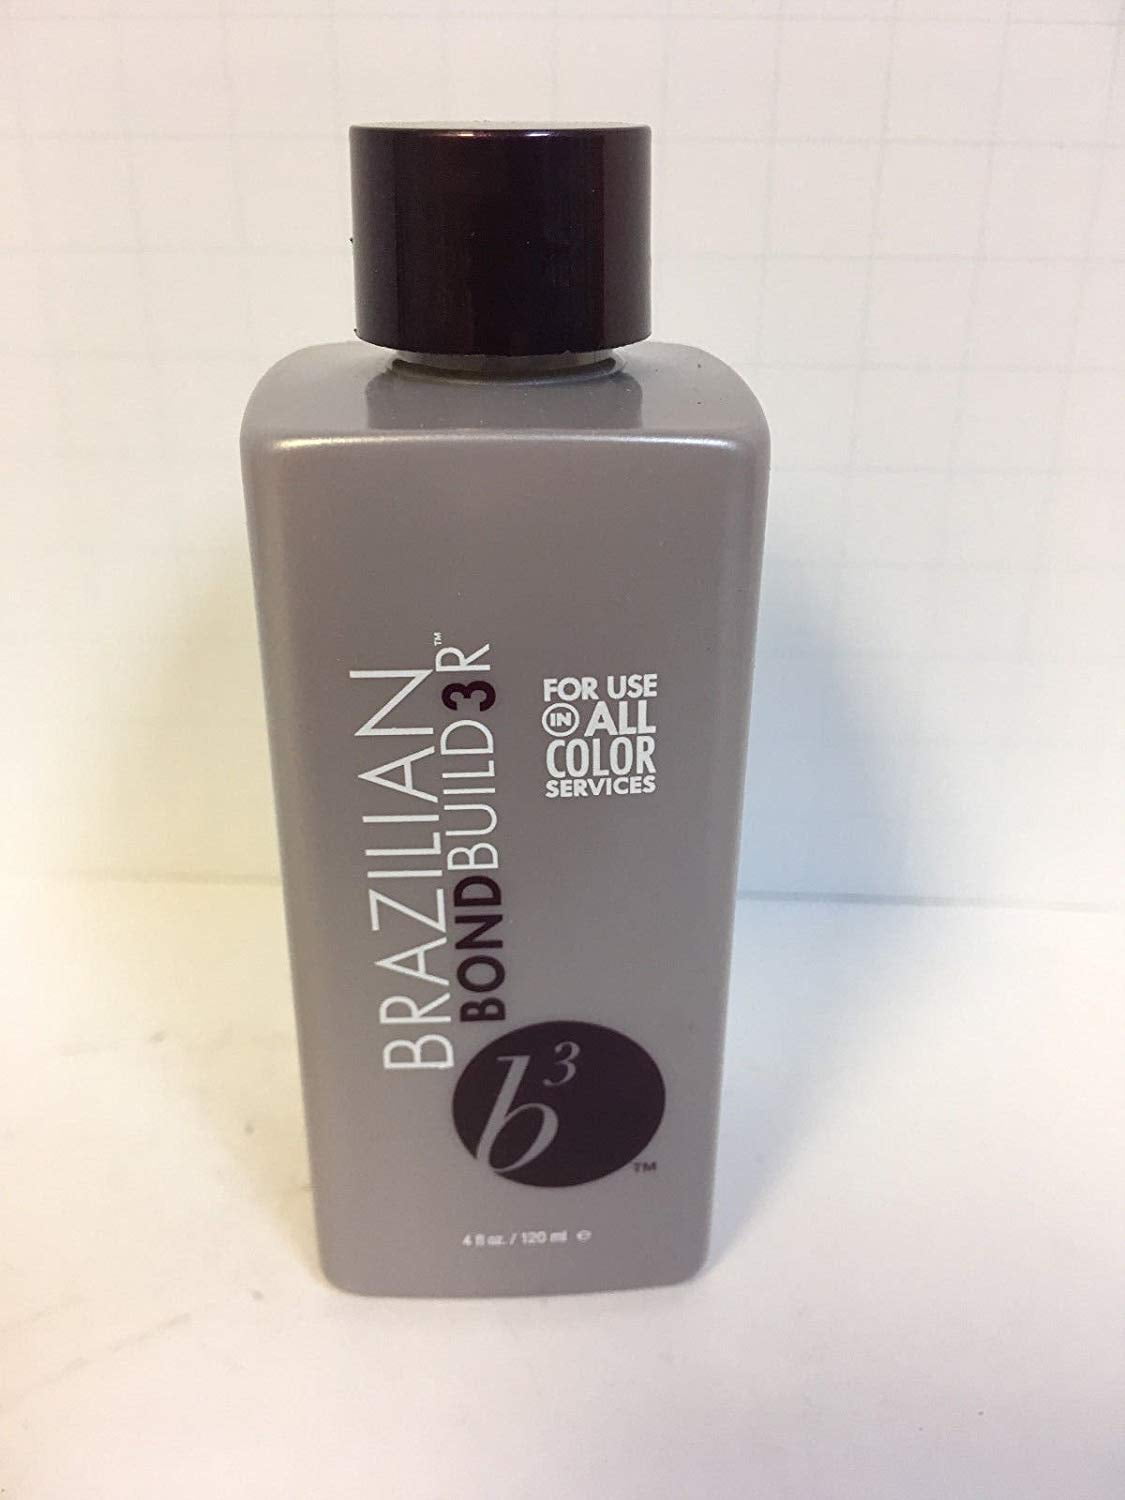 BRAZILIAN
BONDBUILD3R™
FOR USE
IN ALL
COLOR
SERVICES
b³
TM
4 fl oz. / 120 ml ℮